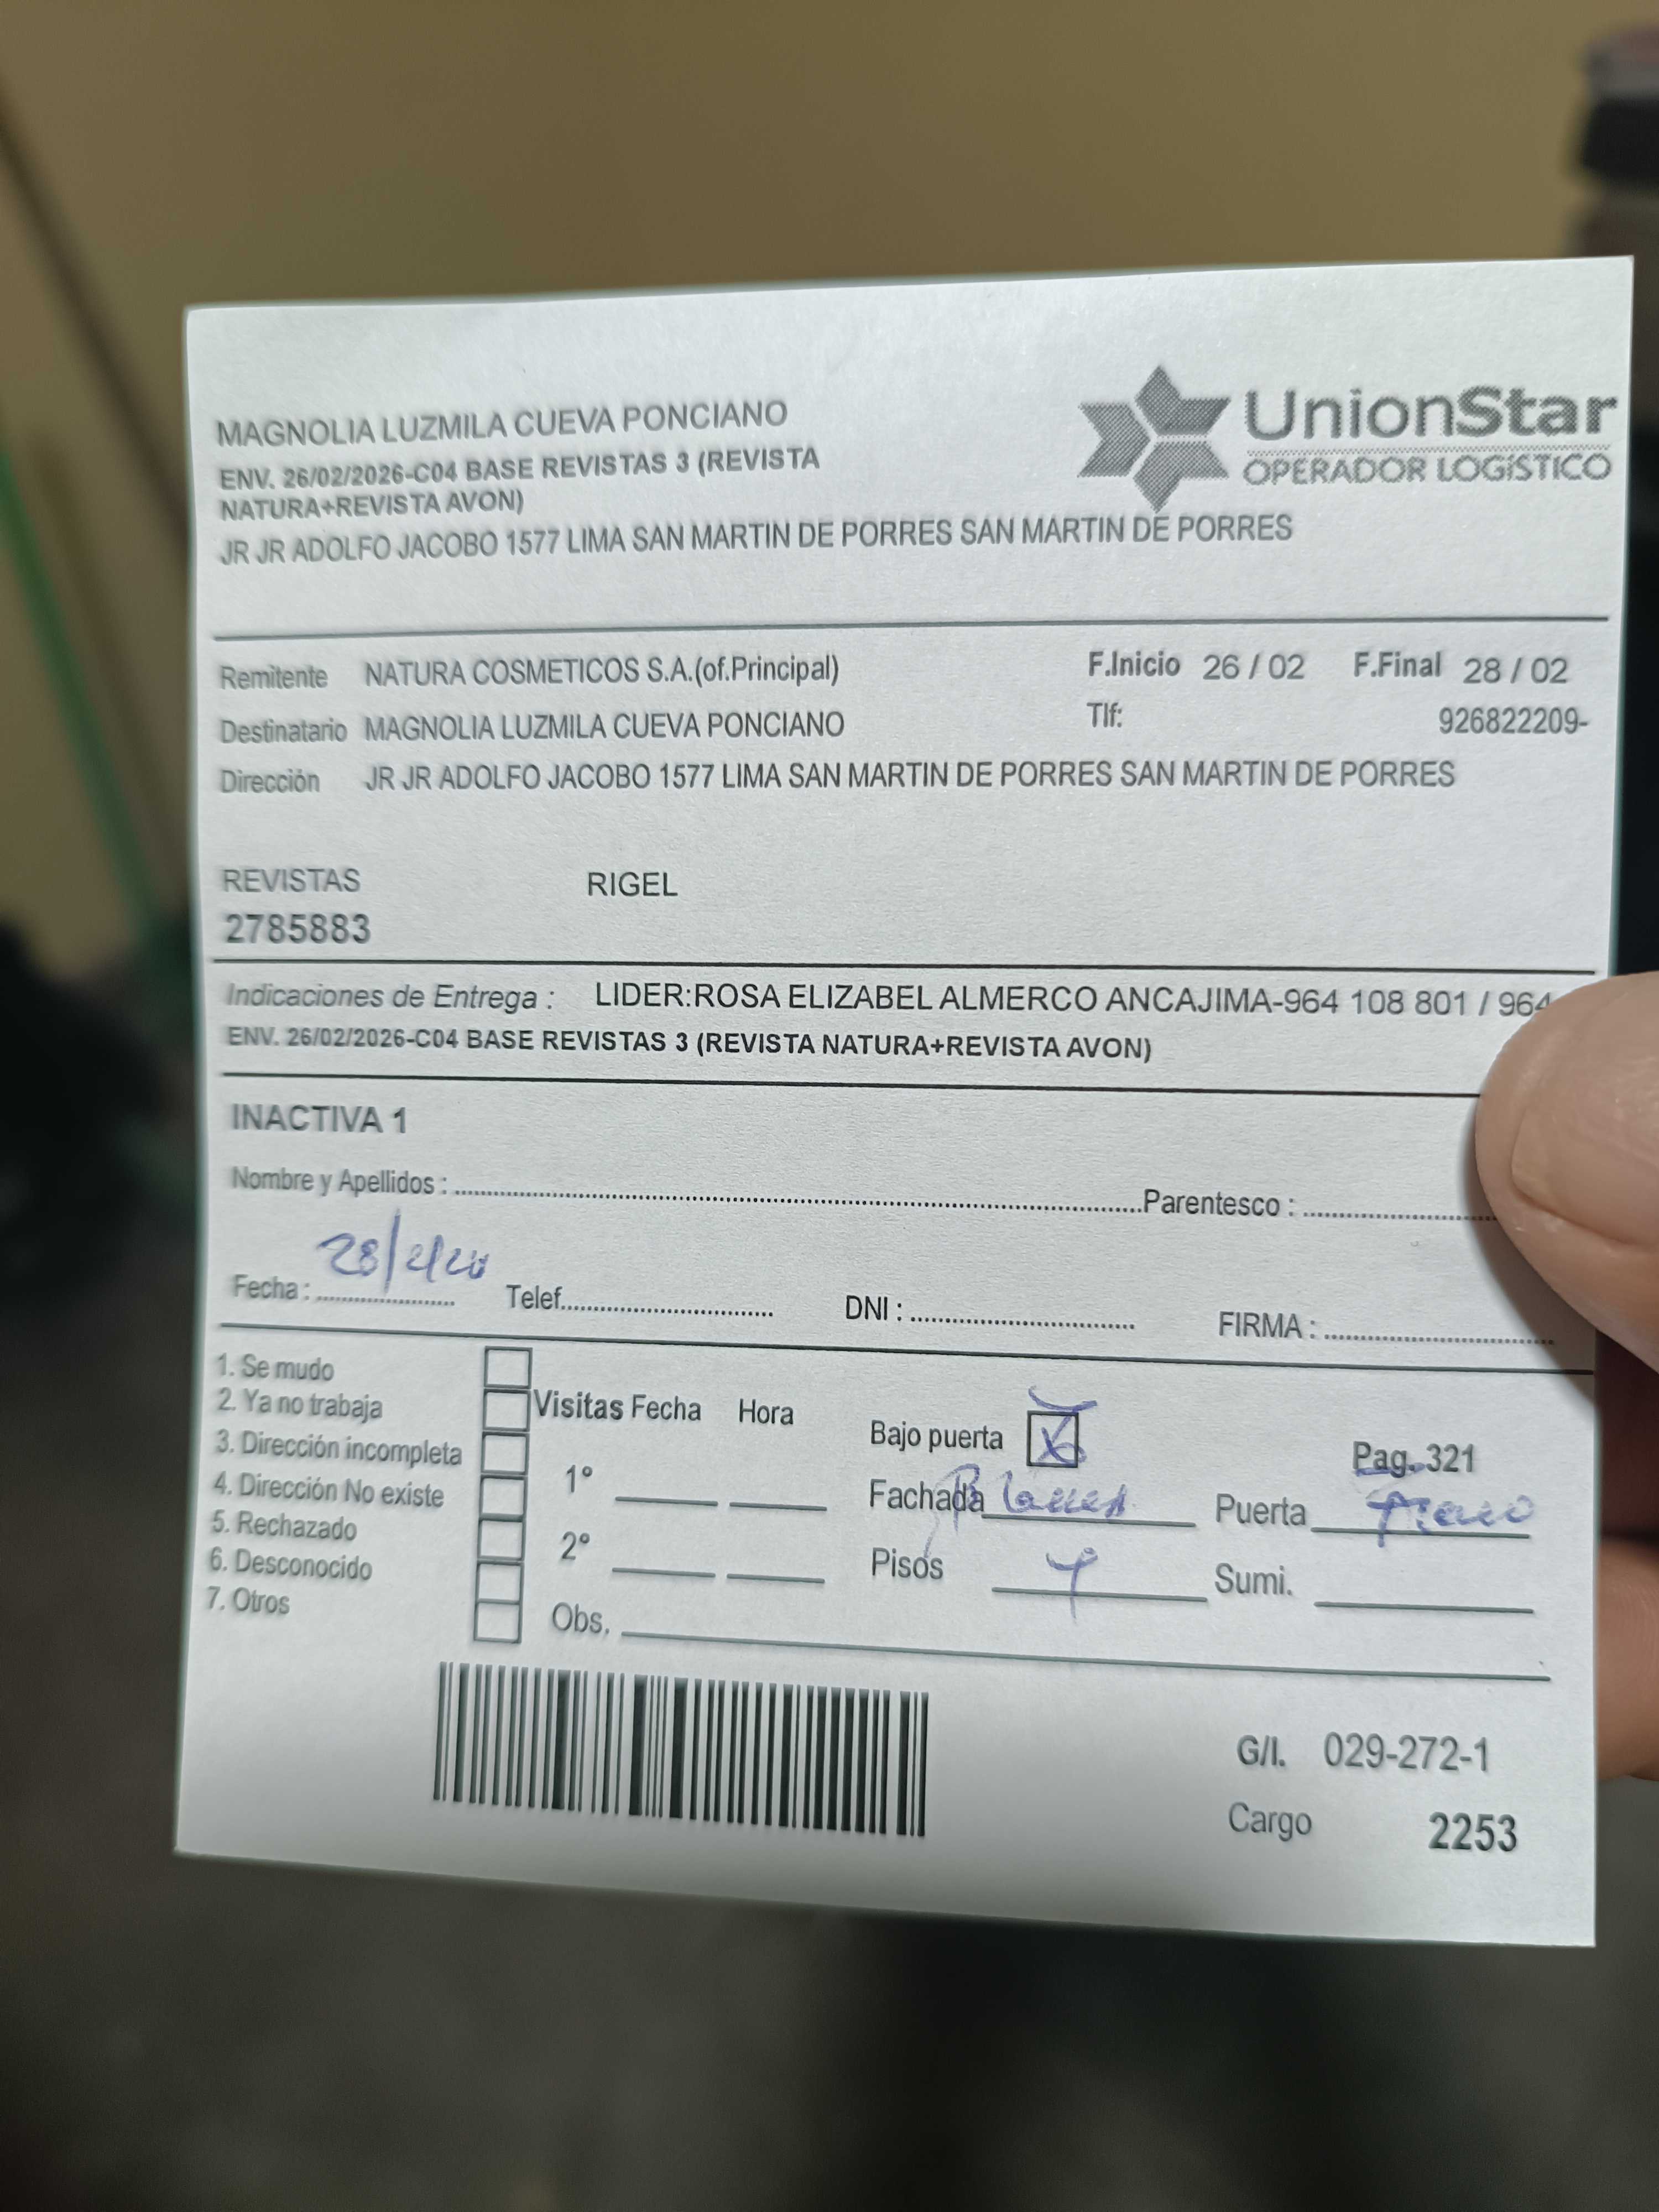 MAGNOLIA LUZMILA CUEVA PONCIANO
UnionStar
ENV. 26/02/2026-C04 BASE REVISTAS 3 (REVISTA
OPERADOR LOGíSTICO
NATURA+REVISTA AVON)
JR JR ADOLFO JACOBO 1577 LIMA SAN MARTIN DE PORRES SAN MARTIN DE PORRES
Remitente NATURA COSMETICOS S.A.(of.Principal) F.Inicio 26 / 02 F.Final 28 / 02
Destinatario MAGNOLIA LUZMILA CUEVA PONCIANO Tlf: 926822209-
Dirección JR JR ADOLFO JACOBO 1577 LIMA SAN MARTIN DE PORRES SAN MARTIN DE PORRES
REVISTAS RIGEL
2785883
Indicaciones de Entrega : LIDER:ROSA ELIZABEL ALMERCO ANCAJIMA-964 108 801 / 964
ENV. 26/02/2026-C04 BASE REVISTAS 3 (REVISTA NATURA+REVISTA AVON)
INACTIVA 1
Nombre y Apellidos : Parentesco :
Fecha : Telef. DNI : FIRMA :
1. Se mudo
2. Ya no trabaja Visitas Fecha Hora
3. Dirección incompleta Bajo puerta X Pag. 321
4. Dirección No existe 1° Fachada Puerta
5. Rechazado
6. Desconocido 2° Pisos Sumi.
7. Otros Obs.
G/I. 029-272-1
Cargo 2253